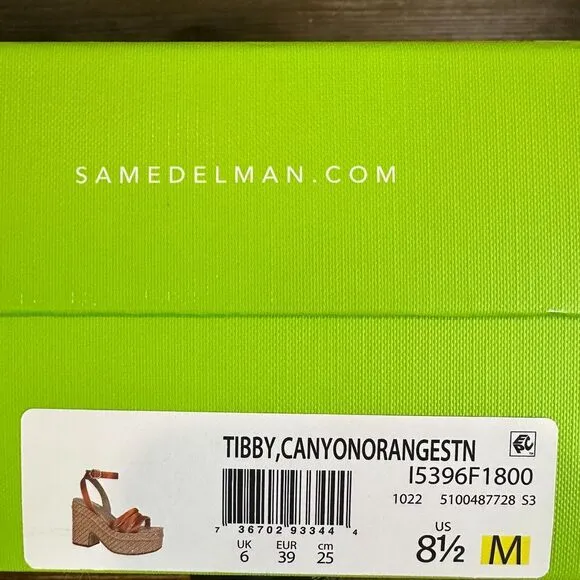 SAMEDELMAN.COM
TIBBY,CANYONORANGESTN
I5396F1800
1022 5100487728 S3
7 36702 93344 4
UK EUR cm US
6 39 25 8½ M